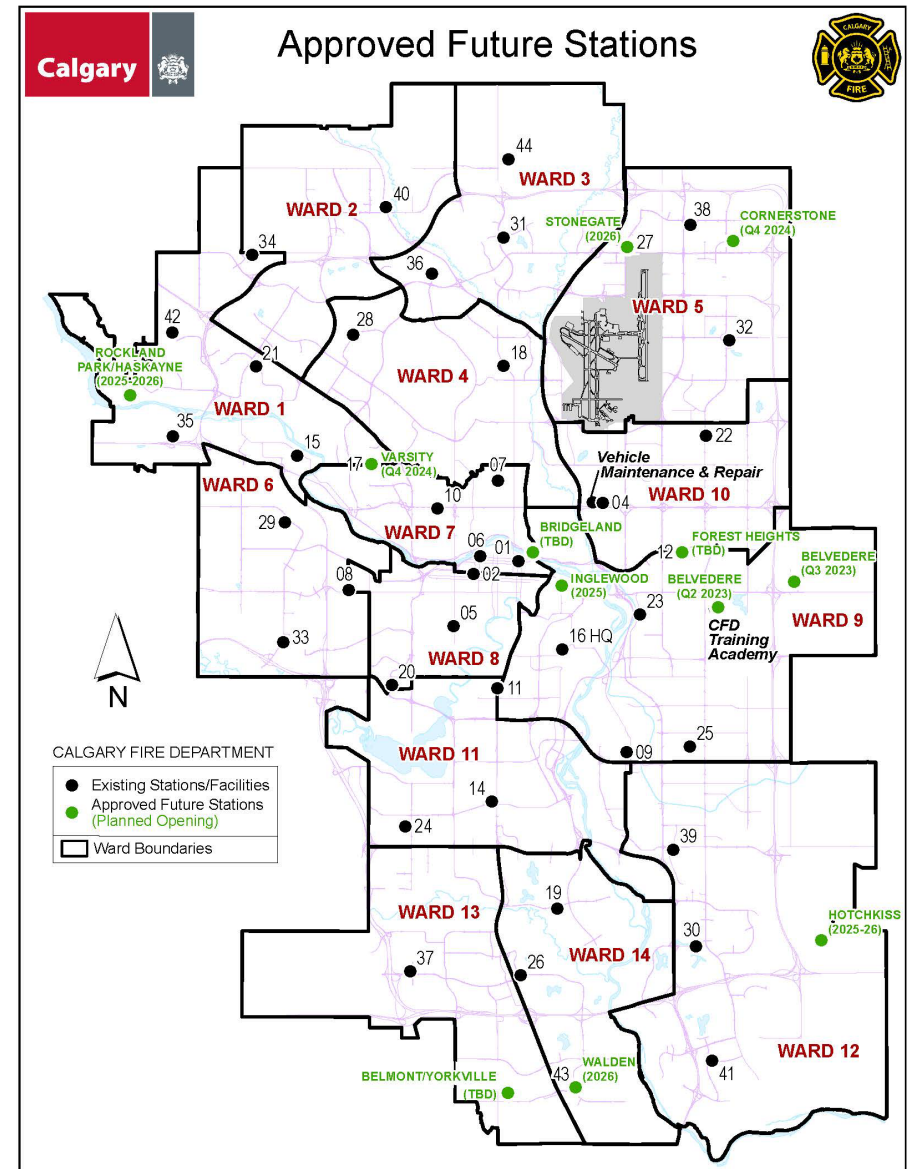 Calgary
Approved Future Stations
CALGARY
FIRE
44
WARD 3
40
WARD 2
38
CORNERSTONE
(Q4 2024)
STONEGATE
(2026)
27
31
34
36
WARD 5
42
28
32
ROCKLAND
PARK/HASKAYNE
(2025-2026)
21
18
WARD 4
WARD 1
35
22
15
Vehicle
Maintenance & Repair
17
VARSITY
(Q4 2024)
07
WARD 6
04
WARD 10
10
29
WARD 7
BRIDGELAND
(TBD)
FOREST HEIGHTS
(TBD)
12
06
01
BELVEDERE
(Q3 2023)
02
INGLEWOOD
(2025)
BELVEDERE
(Q2 2023)
08
23
05
CFD
Training
Academy
WARD 9
16 HQ
33
WARD 8
20
11
N
25
09
CALGARY FIRE DEPARTMENT
Existing Stations/Facilities
Approved Future Stations
(Planned Opening)
Ward Boundaries
WARD 11
14
24
39
19
WARD 13
HOTCHKISS
(2025-26)
30
WARD 14
37
26
WARD 12
41
BELMONT/YORKVILLE
(TBD)
43
WALDEN
(2026)